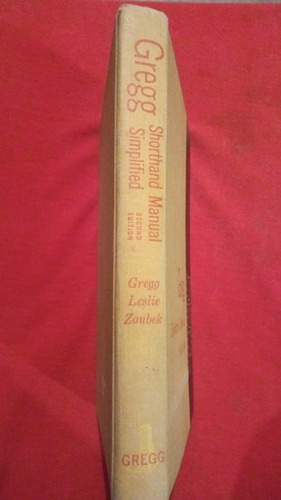 Gregg
Shorthand Manual
Simplified
SECOND
EDITION
Gregg
Leslie
Zoubek
GREGG